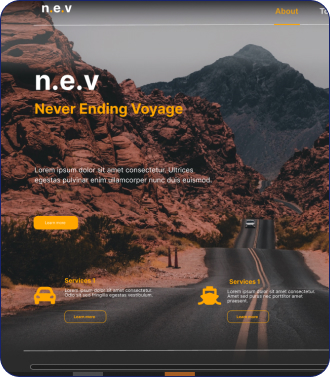 n.e.v
About
n.e.v
Never Ending Voyage
Lorem ipsum dolor sit amet consectetur. Ultrices
egestas pulvinar enim ullamcorper nunc duis euismod.
Learn more
Services 1
Lorem ipsum dolor sit amet consectetur.
Odio sit sed fringilla egestas vestibulum.
Learn more
Services 1
Lorem ipsum dolor sit amet consectetur.
Amet sed purus nec porttitor amet
praesent.
Learn more